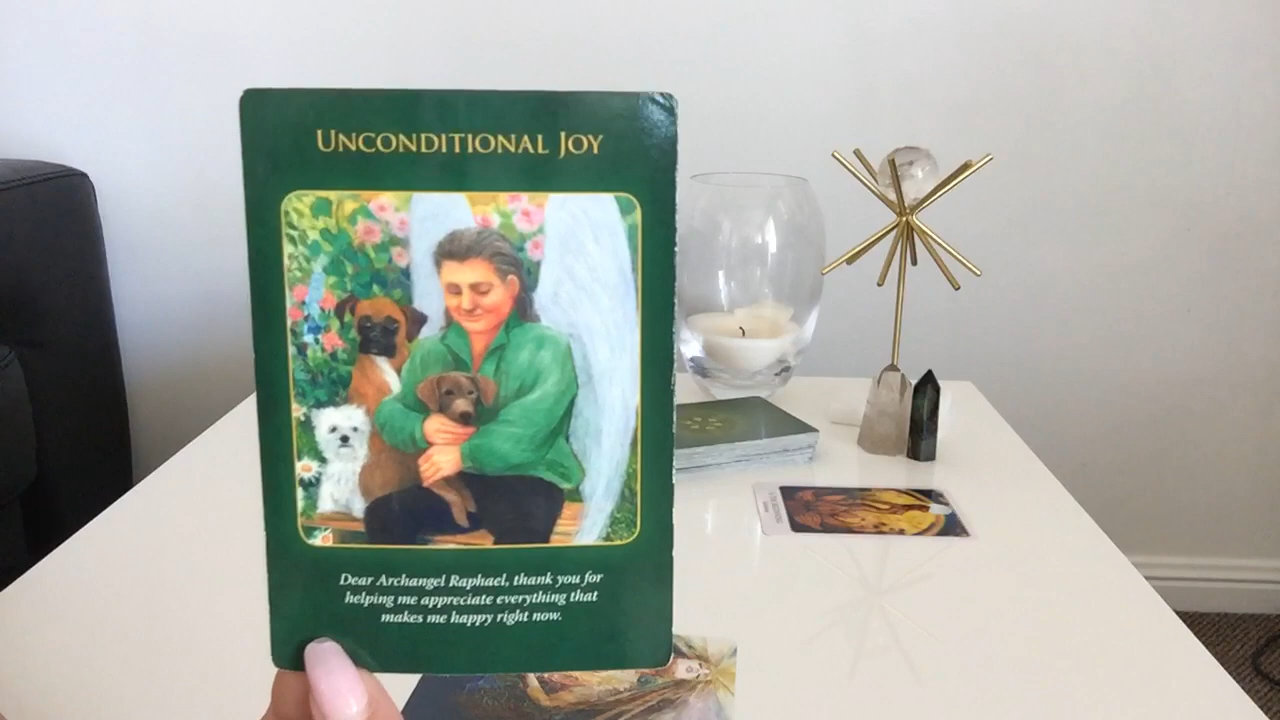 Unconditional Joy
Dear Archangel Raphael, thank you for
helping me appreciate everything that
makes me happy right now.